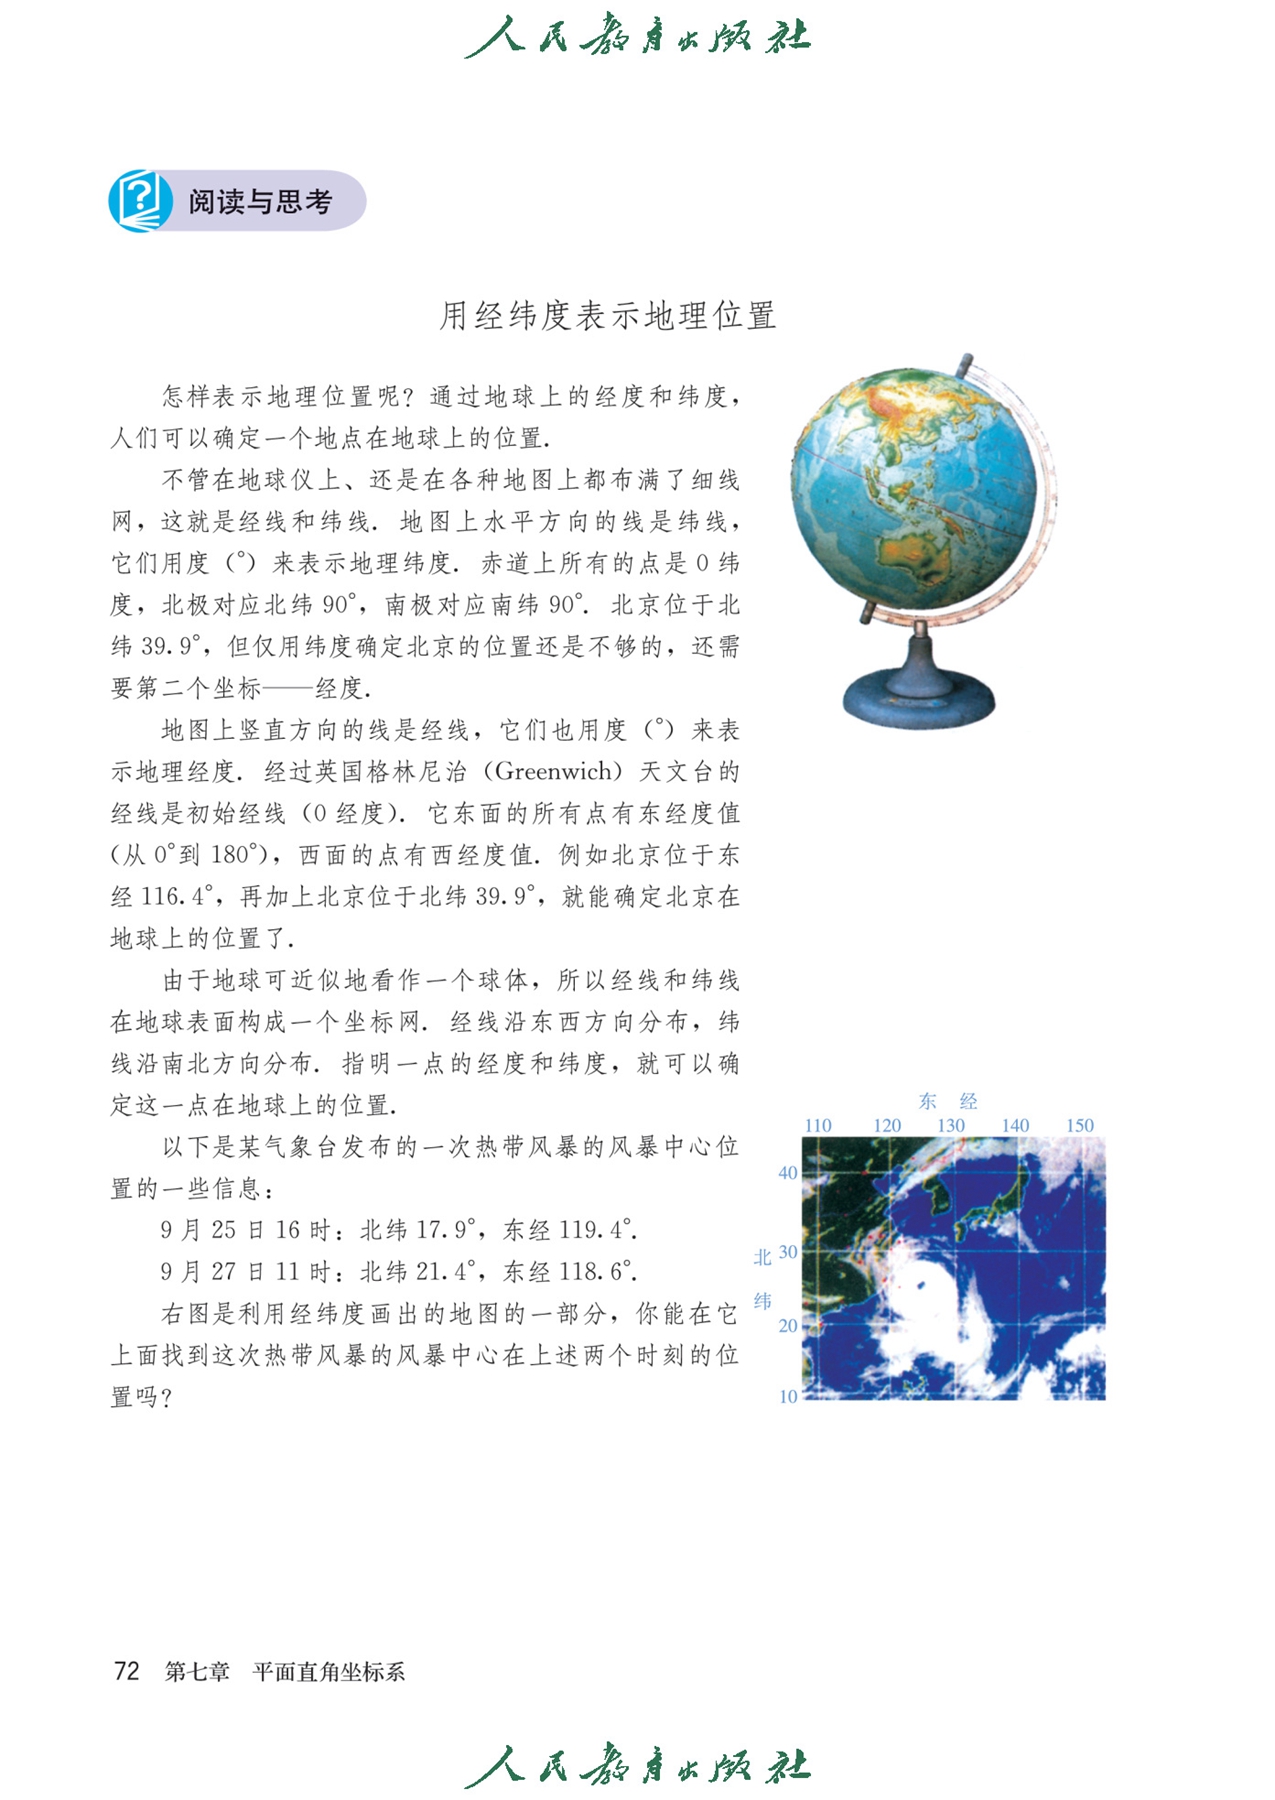 人民教育出版社
阅读与思考
用经纬度表示地理位置
怎样表示地理位置呢？通过地球上的经度和纬度，
人们可以确定一个地点在地球上的位置．
不管在地球仪上、还是在各种地图上都布满了细线
网，这就是经线和纬线．地图上水平方向的线是纬线，
它们用度（°）来表示地理纬度．赤道上所有的点是 0 纬
度，北极对应北纬 90°，南极对应南纬 90°．北京位于北
纬 39.9°，但仅用纬度确定北京的位置还是不够的，还需
要第二个坐标——经度．
地图上竖直方向的线是经线，它们也用度（°）来表
示地理经度．经过英国格林尼治（Greenwich）天文台的
经线是初始经线（0 经度）．它东面的所有点有东经度值
（从 0°到 180°），西面的点有西经度值．例如北京位于东
经 116.4°，再加上北京位于北纬 39.9°，就能确定北京在
地球上的位置了．
由于地球可近似地看作一个球体，所以经线和纬线
在地球表面构成一个坐标网．经线沿东西方向分布，纬
线沿南北方向分布．指明一点的经度和纬度，就可以确
定这一点在地球上的位置．
以下是某气象台发布的一次热带风暴的风暴中心位
置的一些信息：
9 月 25 日 16 时：北纬 17.9°，东经 119.4°．
9 月 27 日 11 时：北纬 21.4°，东经 118.6°．
右图是利用经纬度画出的地图的一部分，你能在它
上面找到这次热带风暴的风暴中心在上述两个时刻的位
置吗？
东 经
110 120 130 140 150
40
北 30
纬
20
10
72 第七章 平面直角坐标系
人民教育出版社